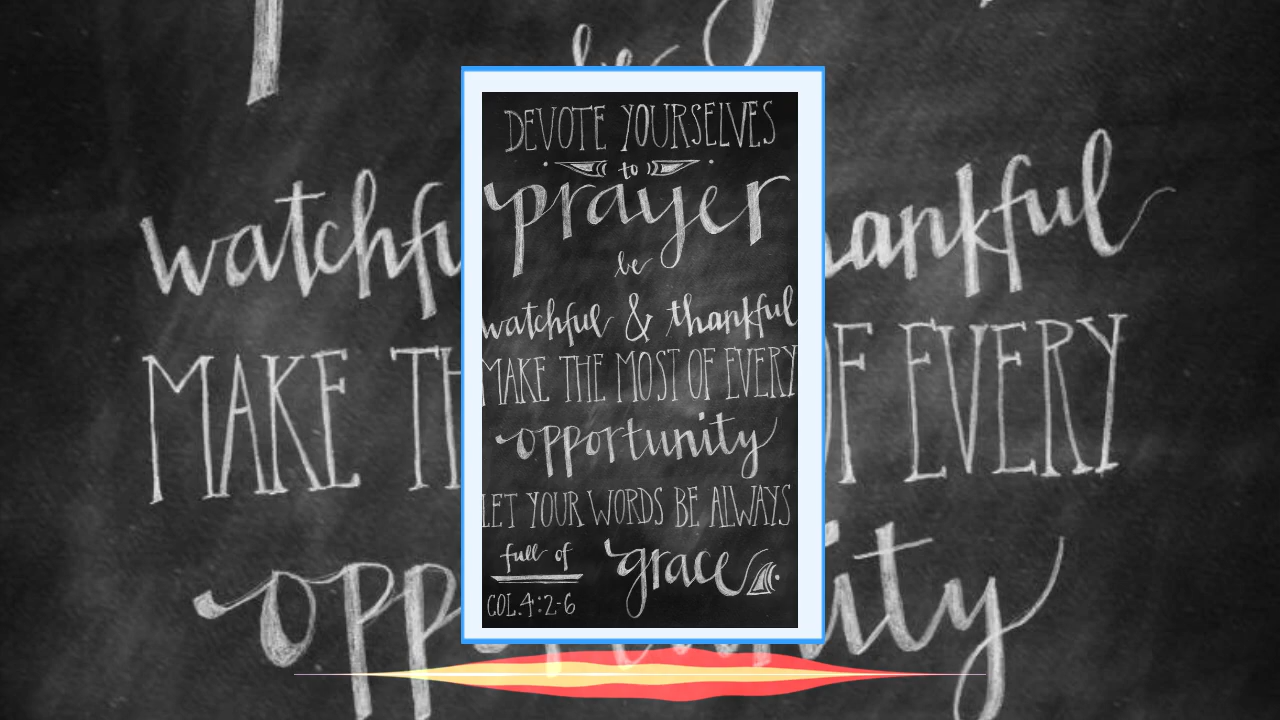 DEVOTE YOURSELVES
to
prayer
be
watchful & thankful
MAKE THE MOST OF EVERY
opportunity
LET YOUR WORDS BE ALWAYS
full of grace
COL.4:2-6